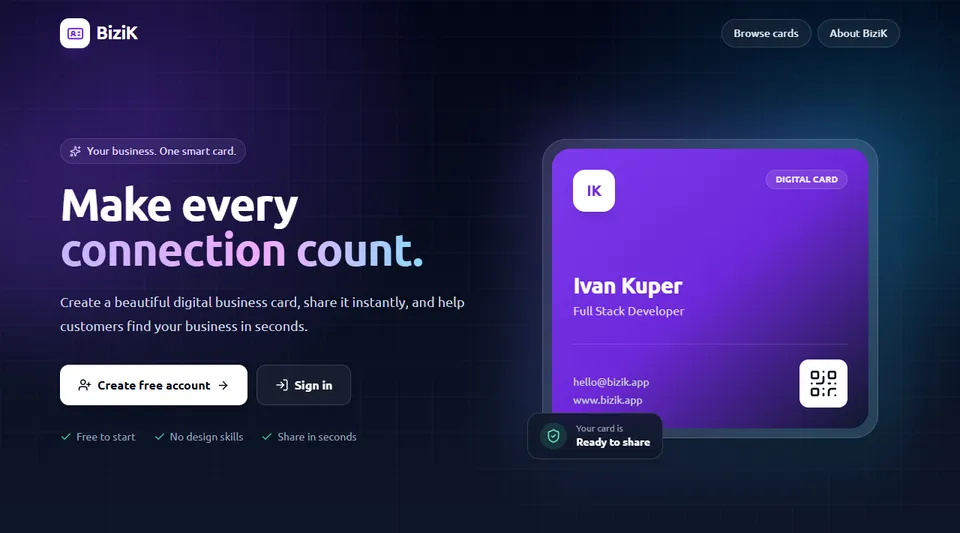 BiziK
Browse cards
About BiziK
Your business. One smart card.
Make every
connection count.
Create a beautiful digital business card, share it instantly, and help
customers find your business in seconds.
Create free account →
Sign in
Free to start
No design skills
Share in seconds
IK
DIGITAL CARD
Ivan Kuper
Full Stack Developer
hello@bizik.app
www.bizik.app
Your card is
Ready to share